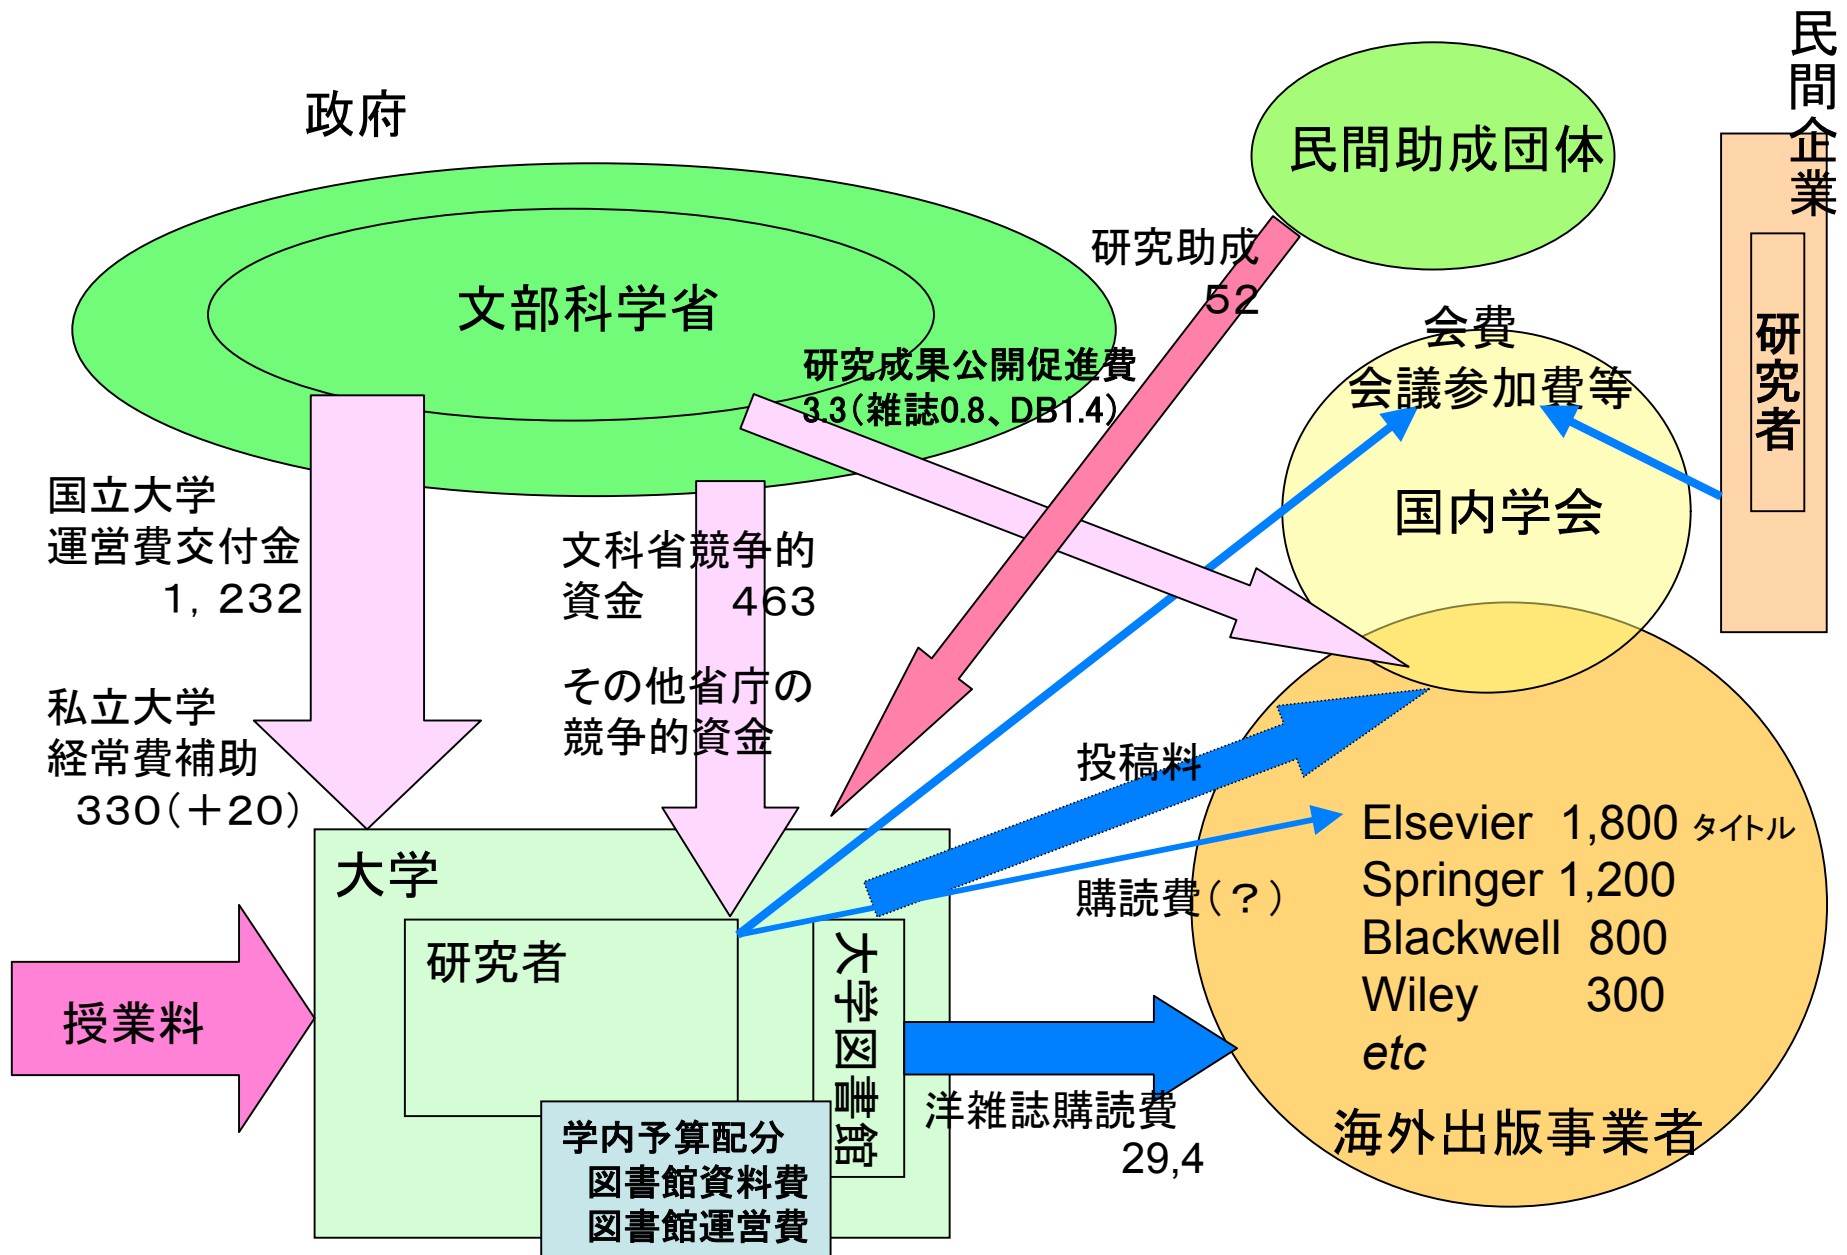 政府
文部科学省
民間助成団体
民間企業
研究者
研究助成
52
研究成果公開促進費
3.3(雑誌0.8、DB1.4)
会費
会議参加費等
国内学会
国立大学
運営費交付金
1,232
私立大学
経常費補助
330(+20)
文科省競争的
資金 463
その他省庁の
競争的資金
投稿料
購読費(?)
大学
研究者
大学図書館
授業料
学内予算配分
図書館資料費
図書館運営費
洋雑誌購読費
29,4
Elsevier 1,800 タイトル
Springer 1,200
Blackwell 800
Wiley 300
etc
海外出版事業者